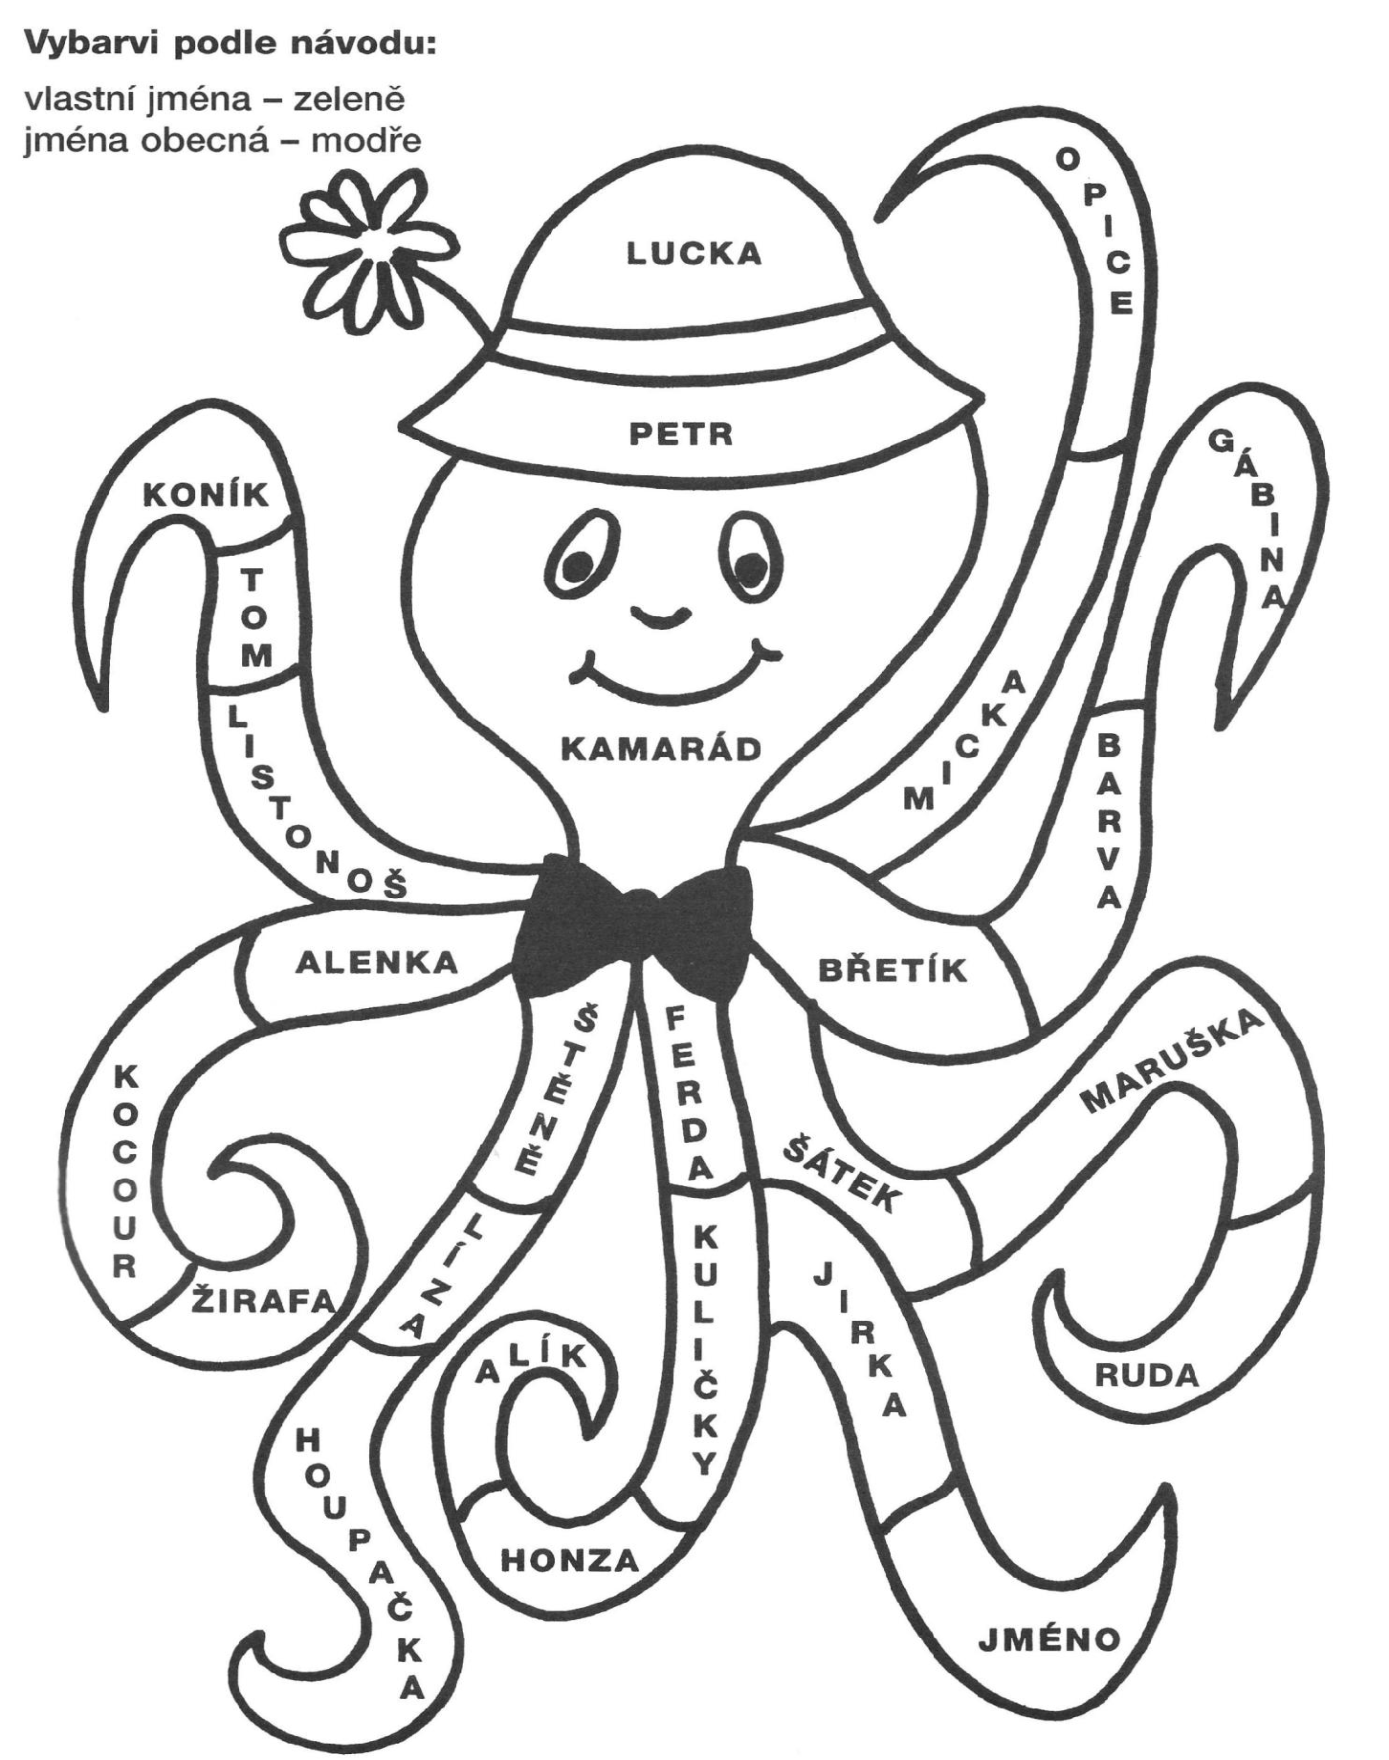 Vybarvi podle návodu:
vlastní jména – zeleně
jména obecná – modře
OPICE
LUCKA
PETR
GÁBINA
KONÍK
TOM
LISTONOŠ
KAMARÁD
MICKA
BARVA
ALENKA
BŘETÍK
KOCOUR
ŠTĚNĚ
FERDA
MARUŠKA
ŠÁTEK
ŽIRAFA
LÍZA
KULIČKY
JIRKA
ALÍK
RUDA
HOUPAČKA
HONZA
JMÉNO